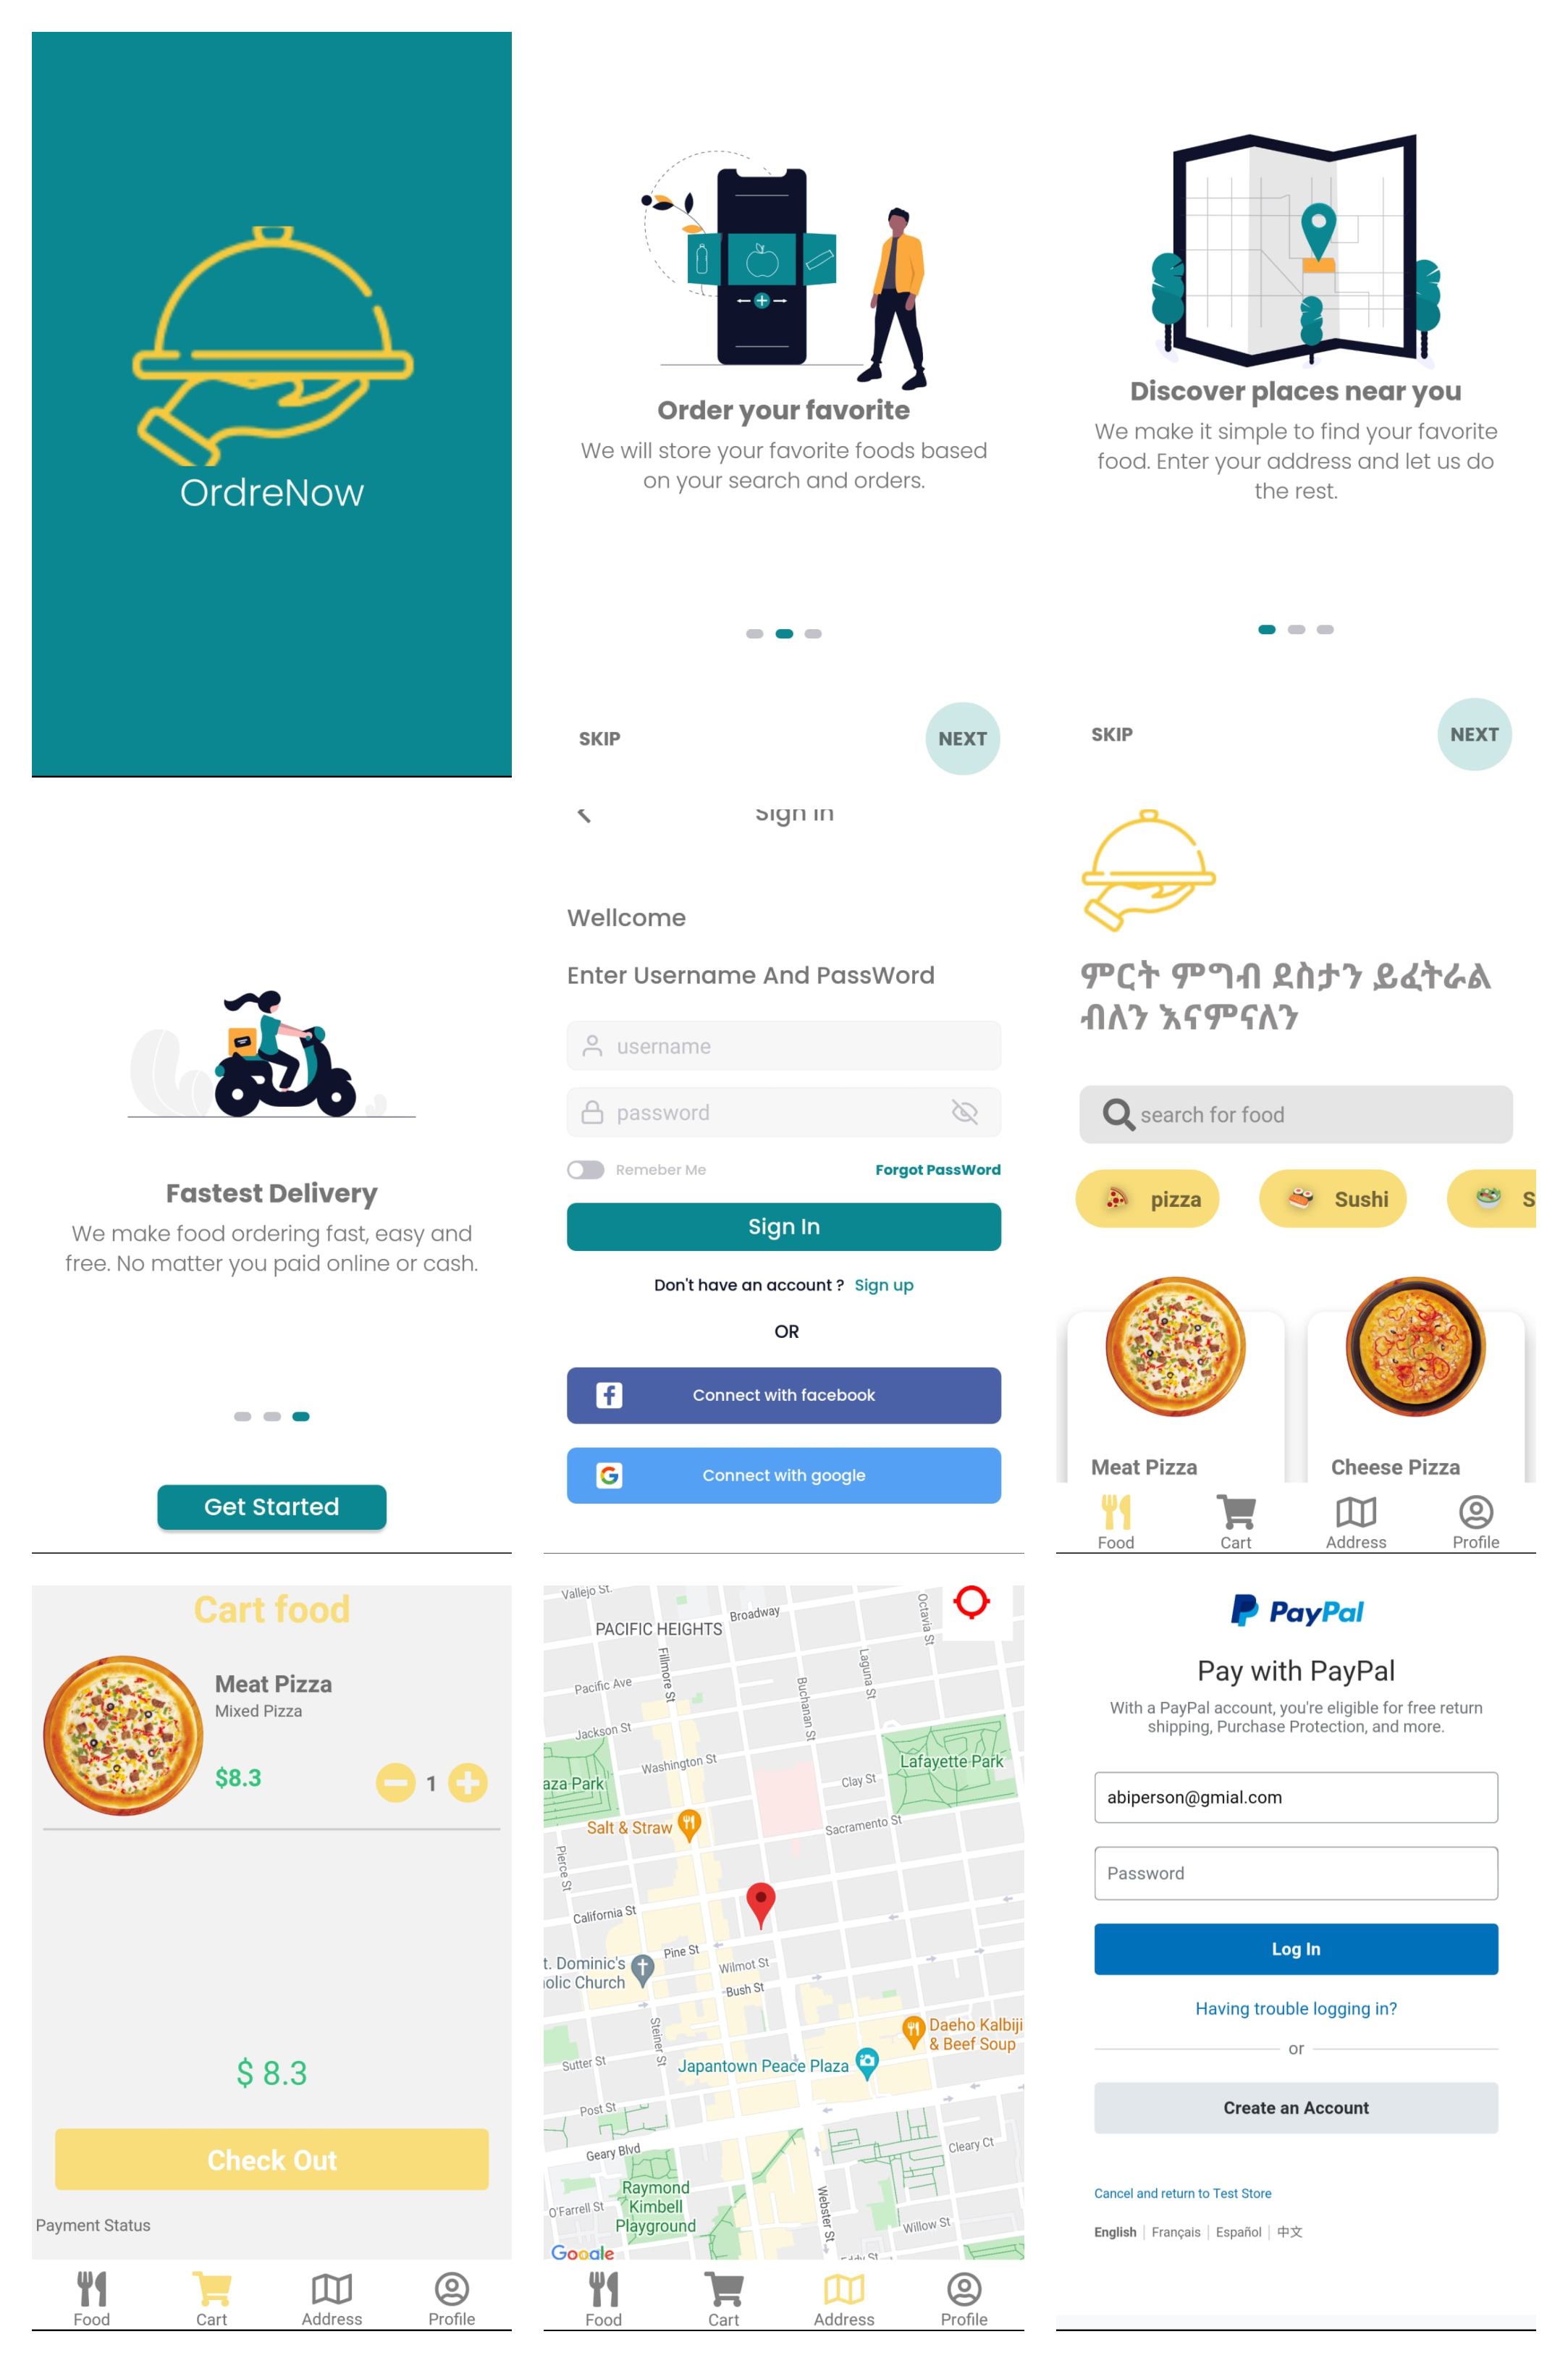 OrdreNow
Order your favorite
We will store your favorite foods based
on your search and orders.
SKIP
NEXT
Discover places near you
We make it simple to find your favorite
food. Enter your address and let us do
the rest.
SKIP
NEXT
Fastest Delivery
We make food ordering fast, easy and
free. No matter you paid online or cash.
Get Started
Sign In
Wellcome
Enter Username And PassWord
username
password
Remeber Me
Forgot PassWord
Sign In
Don't have an account ? Sign up
OR
Connect with facebook
Connect with google
ምርት ምግብ ደስታን ይፈትራል
ብለን እናምናለን
search for food
pizza
Sushi
S
Meat Pizza
Cheese Pizza
Food
Cart
Address
Profile
Cart food
Meat Pizza
Mixed Pizza
$8.3
1
$ 8.3
Check Out
Payment Status
Food
Cart
Address
Profile
Vallejo St.
Broadway
Octavia St
PACIFIC HEIGHTS
Fillmore St
Laguna St
Pacific Ave
Buchanan St
Jackson St
Washington St
Lafayette Park
aza Park
Clay St
Salt & Straw
Sacramento St
Pierce St
California St
Pine St
t. Dominic's
olic Church
Wilmot St
Bush St
Steiner St
Daeho Kalbiji
& Beef Soup
Sutter St
Japantown Peace Plaza
Post St
Geary Blvd
Cleary Ct
Raymond
Kimbell
Playground
O'Farrell St
Webster St
Willow St
Eddy St
Google
Food
Cart
Address
Profile
PayPal
Pay with PayPal
With a PayPal account, you're eligible for free return
shipping, Purchase Protection, and more.
abiperson@gmial.com
Password
Log In
Having trouble logging in?
or
Create an Account
Cancel and return to Test Store
English | Français | Español | 中文